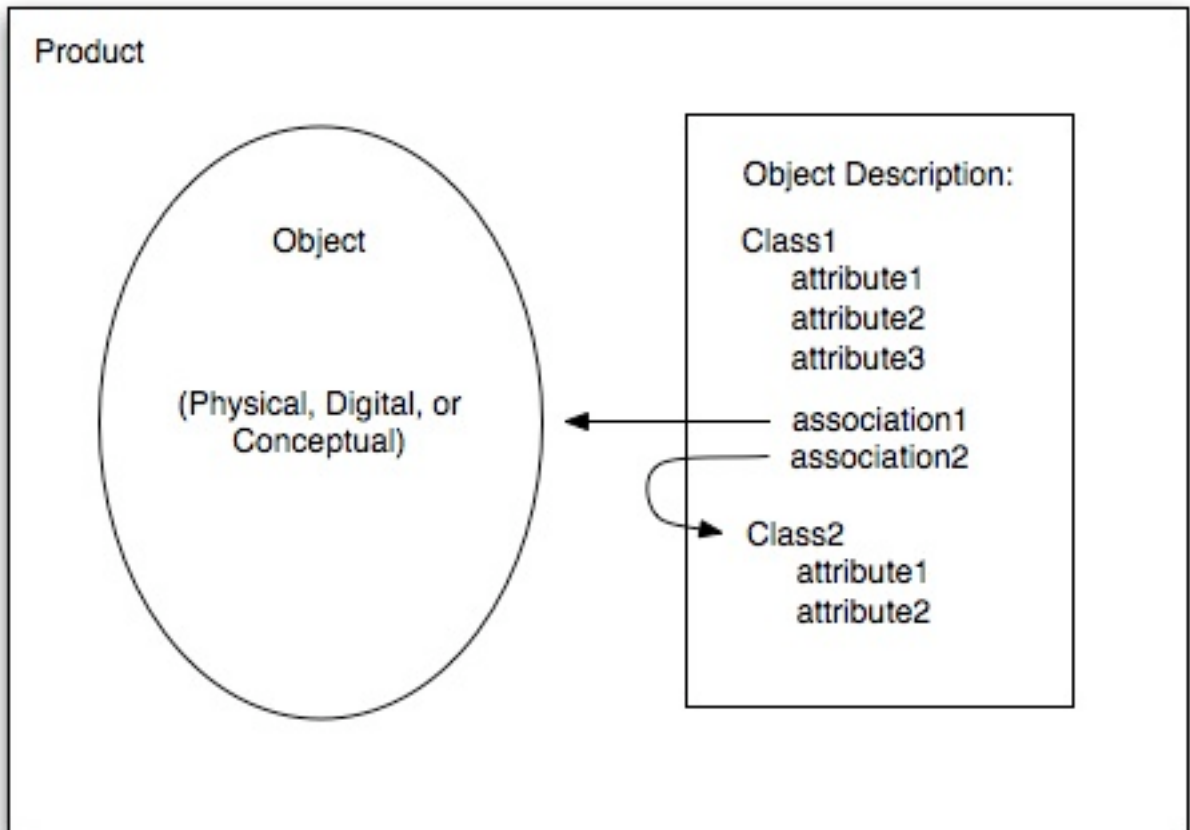 Product
Object
(Physical, Digital, or
Conceptual)
Object Description:
Class1
attribute1
attribute2
attribute3
association1
association2
Class2
attribute1
attribute2